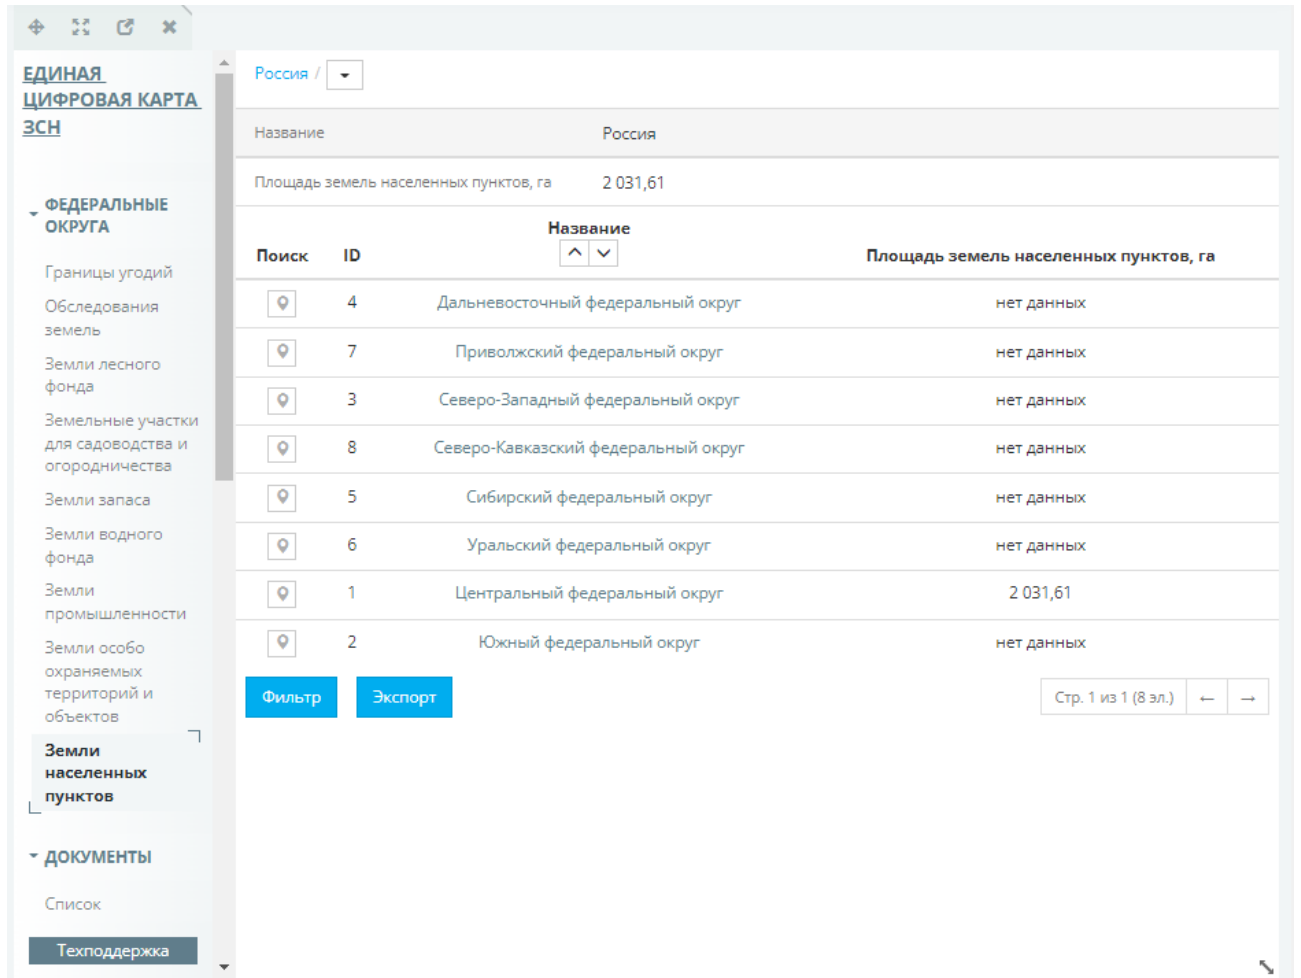 ЕДИНАЯ
ЦИФРОВАЯ КАРТА
ЗСН
ФЕДЕРАЛЬНЫЕ
ОКРУГА
Границы угодий
Обследования
земель
Земли лесного
фонда
Земельные участки
для садоводства и
огородничества
Земли запаса
Земли водного
фонда
Земли
промышленности
Земли особо
охраняемых
территорий и
объектов
Земли
населенных
пунктов
ДОКУМЕНТЫ
Список
Техподдержка
Россия /
Название Россия
Площадь земель населенных пунктов, га 2 031,61
Поиск ID Название Площадь земель населенных пунктов, га
4 Дальневосточный федеральный округ нет данных
7 Приволжский федеральный округ нет данных
3 Северо-Западный федеральный округ нет данных
8 Северо-Кавказский федеральный округ нет данных
5 Сибирский федеральный округ нет данных
6 Уральский федеральный округ нет данных
1 Центральный федеральный округ 2 031,61
2 Южный федеральный округ нет данных
Фильтр Экспорт Стр. 1 из 1 (8 эл.) ← →